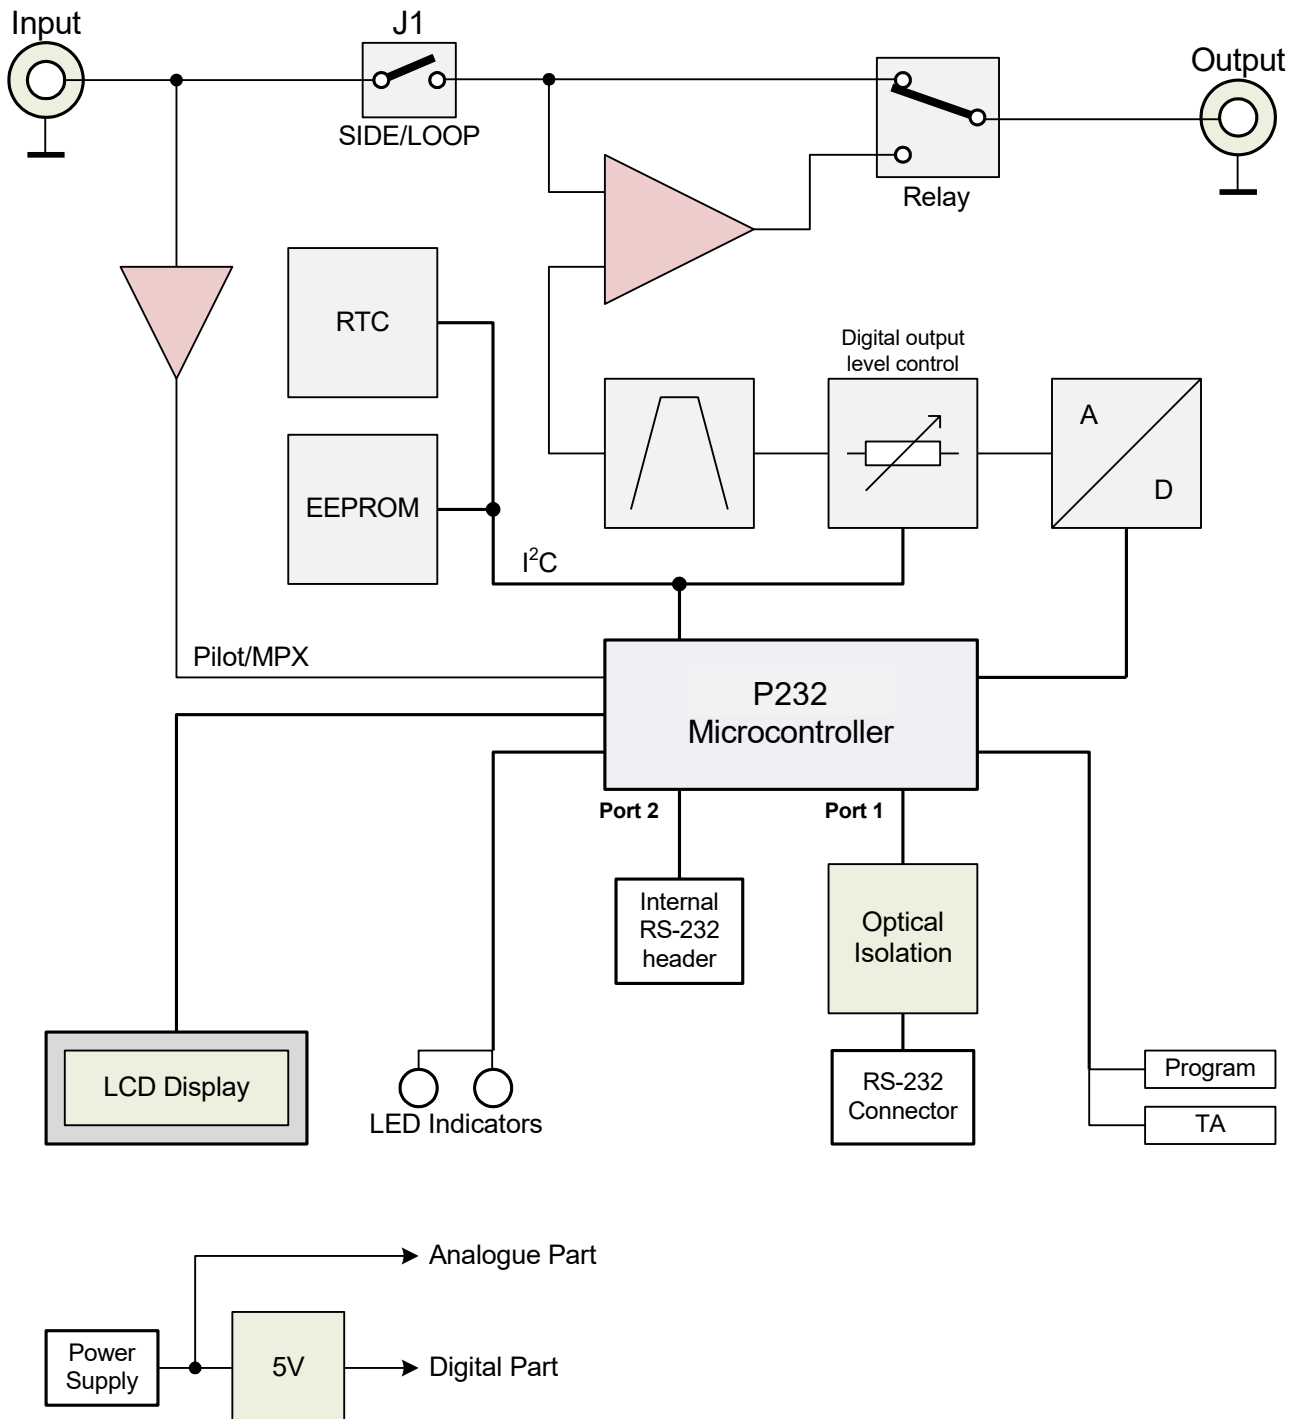 Input
J1
SIDE/LOOP
Output
Relay
RTC
Digital output
level control
A
D
EEPROM
I²C
Pilot/MPX
P232
Microcontroller
Port 2
Port 1
Internal
RS-232
header
Optical
Isolation
LCD Display
LED Indicators
RS-232
Connector
Program
TA
Analogue Part
Power
Supply
5V
Digital Part